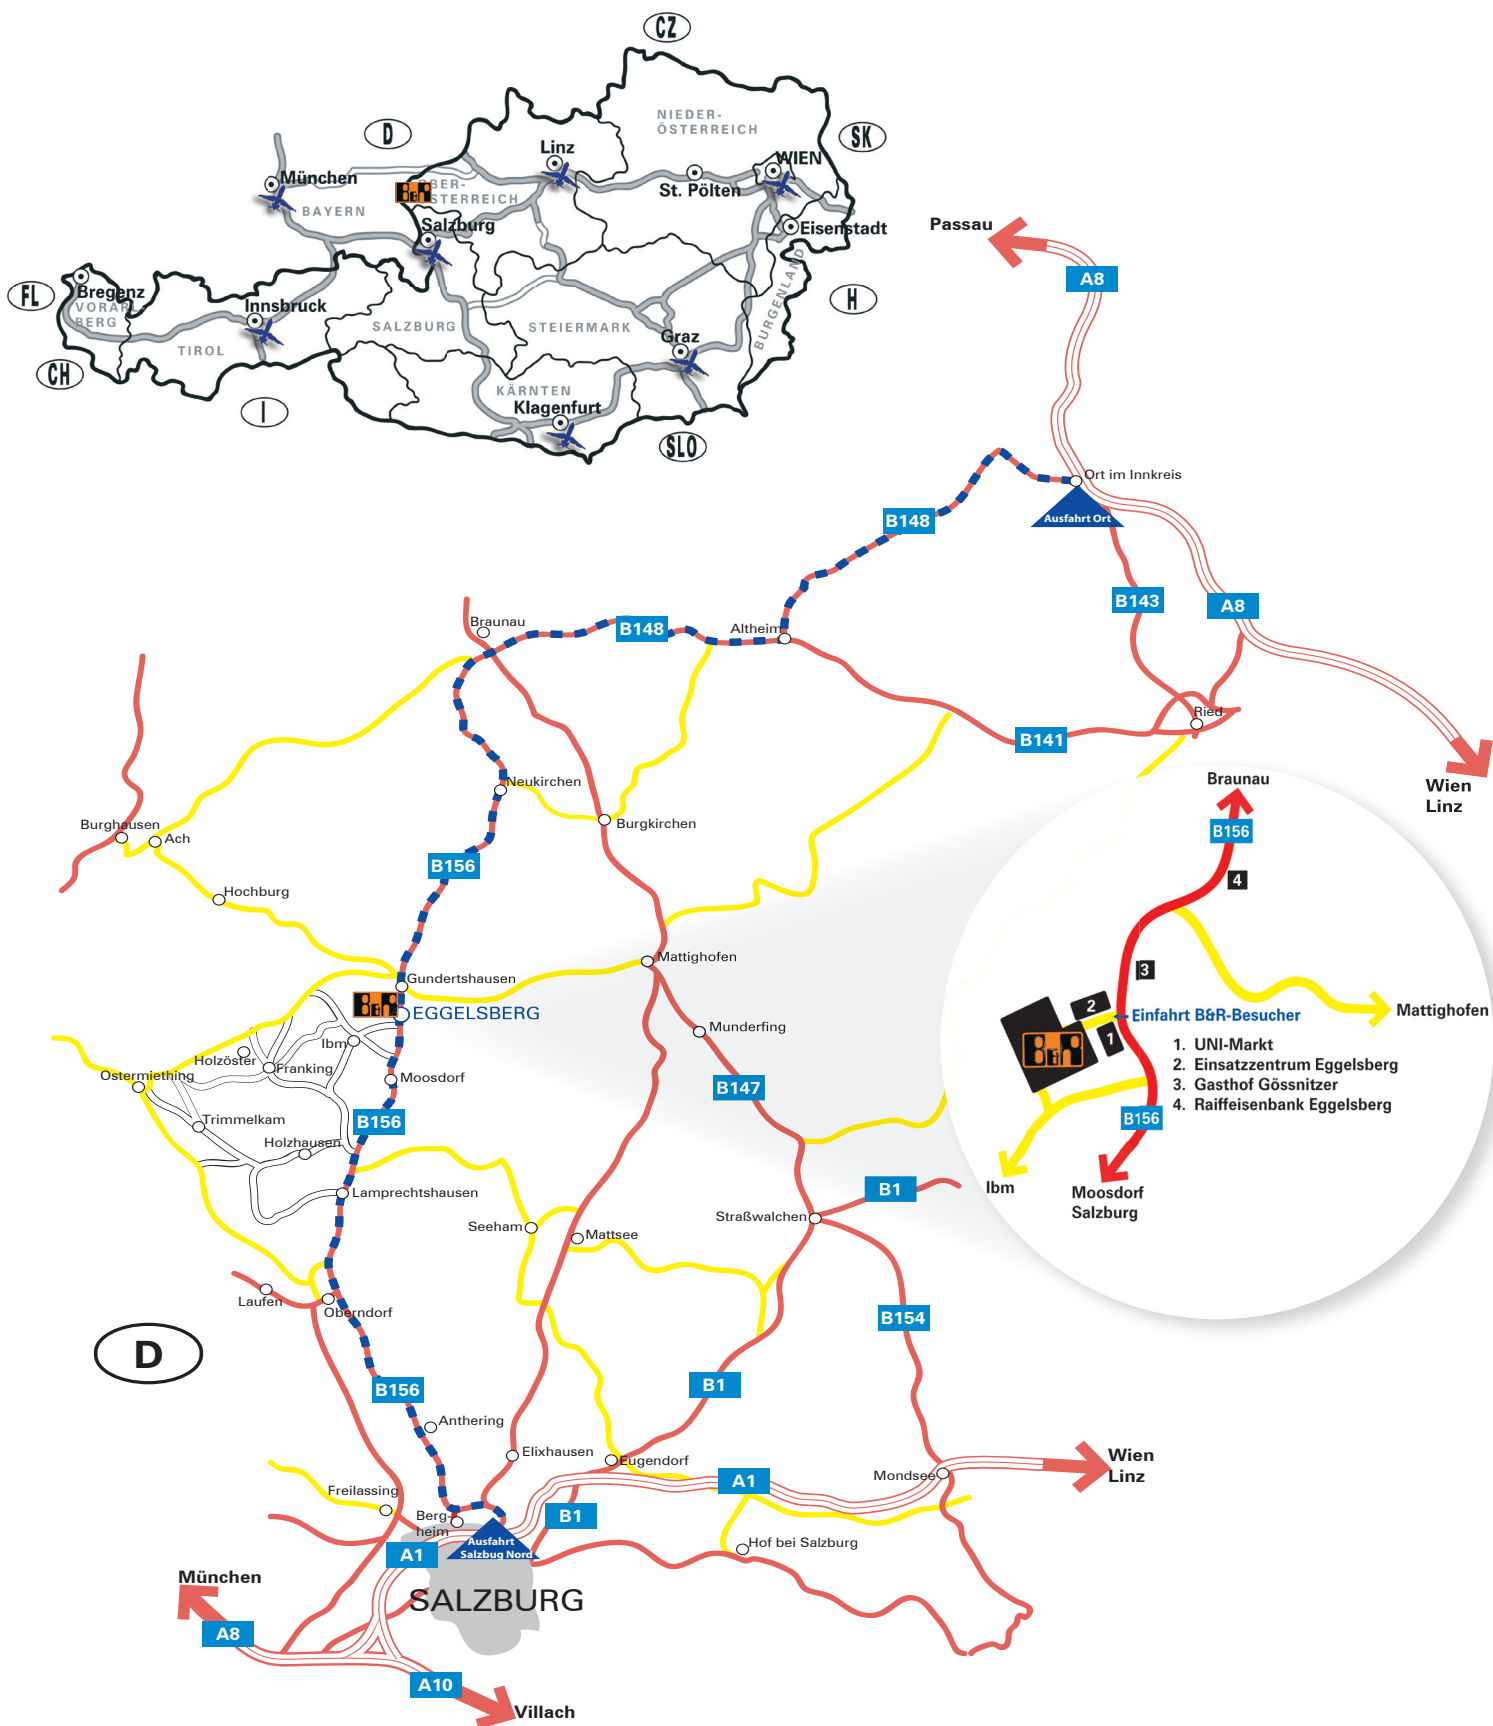 CZ
NIEDER-
ÖSTERREICH
D
SK
Linz
WIEN
München
St. Pölten
B&R
OBER-
ÖSTERREICH
BAYERN
Salzburg
Eisenstadt
FL
Bregenz
VORARL-
BERG
Innsbruck
H
BURGENLAND
SALZBURG
STEIERMARK
Graz
TIROL
CH
KÄRNTEN
Klagenfurt
I
SLO
Passau
A8
Ort im Innkreis
Ausfahrt Ort
B148
B143
A8
Braunau
B148
Altheim
Ried
B141
Wien
Linz
Neukirchen
Burghausen
Ach
Burgkirchen
B156
Hochburg
Mattighofen
Gundertshausen
B&R
EGGELSBERG
Munderfing
Ibm
Holzöster
Franking
Ostermiething
Moosdorf
B147
Trimmelkam
B156
Holzhausen
Lamprechtshausen
B1
Straßwalchen
Seeham
Mattsee
Laufen
Oberndorf
B154
D
B156
B1
Anthering
Elixhausen
Eugendorf
Wien
Linz
Mondsee
A1
Freilassing
Berg-
heim
B1
Ausfahrt
Salzbug Nord
A1
Hof bei Salzburg
München
SALZBURG
A8
A10
Villach
Braunau
B156
4
3
Mattighofen
2
Einfahrt B&R-Besucher
1
B&R
1. UNI-Markt
2. Einsatzzentrum Eggelsberg
3. Gasthof Gössnitzer
4. Raiffeisenbank Eggelsberg
B156
Ibm
Moosdorf
Salzburg